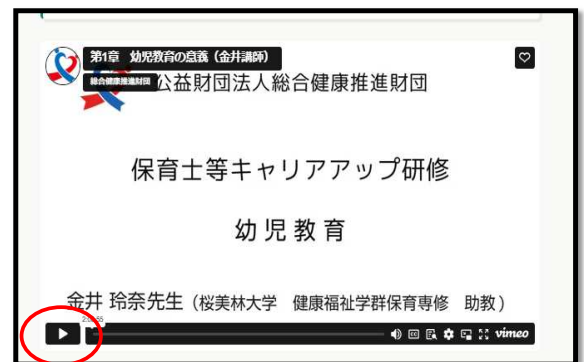 第1章　幼児教育の意義（金井講師）
総合健康推進財団
公益財団法人総合健康推進財団
保育士等キャリアアップ研修
幼児教育
金井 玲奈先生（桜美林大学　健康福祉学群保育専修　助教）
vimeo